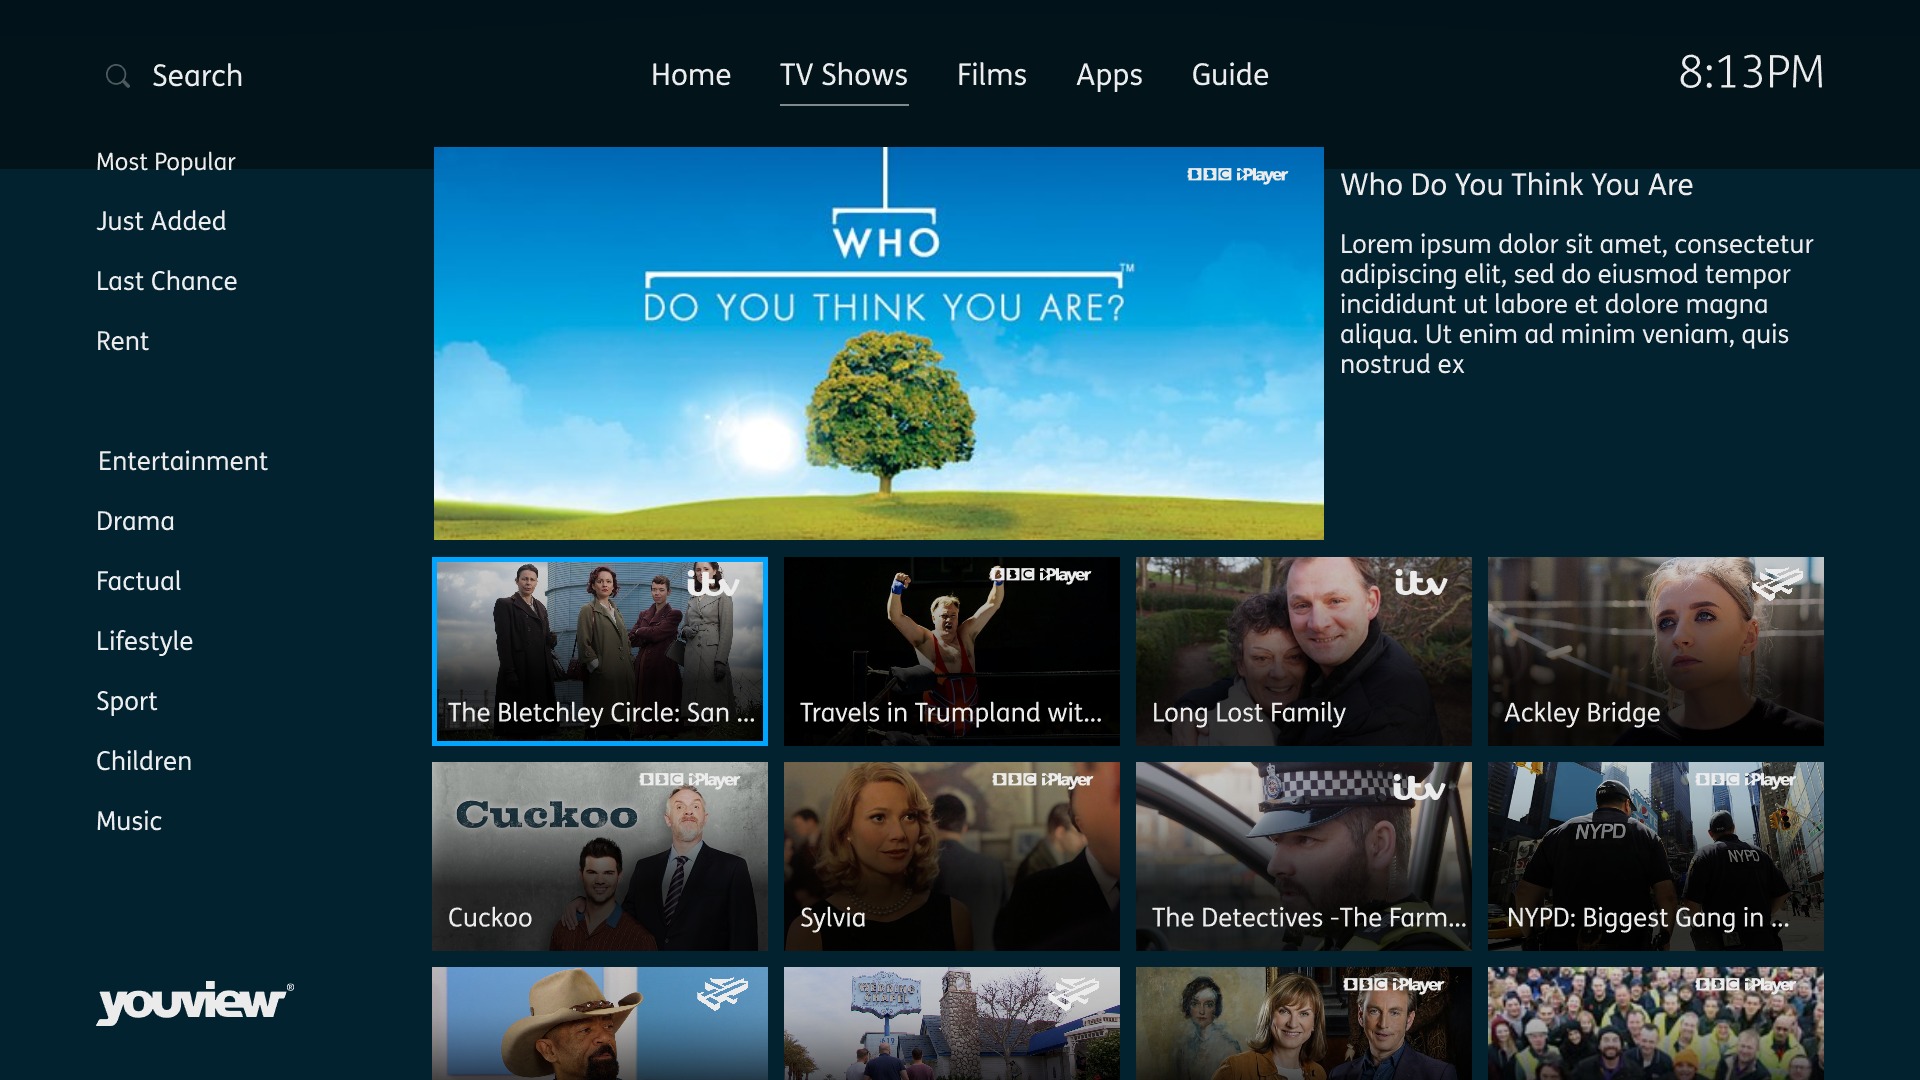 Search
Home
TV Shows
Films
Apps
Guide
8:13PM
Most Popular
Just Added
Last Chance
Rent
Entertainment
Drama
Factual
Lifestyle
Sport
Children
Music
youview®
BBC iPlayer
WHO
DO YOU THINK YOU ARE?™
Who Do You Think You Are
Lorem ipsum dolor sit amet, consectetur
adipiscing elit, sed do eiusmod tempor
incididunt ut labore et dolore magna
aliqua. Ut enim ad minim veniam, quis
nostrud ex
itv
The Bletchley Circle: San ...
BBC iPlayer
Travels in Trumpland wit...
itv
Long Lost Family
Ackley Bridge
BBC iPlayer
Cuckoo
Cuckoo
BBC iPlayer
Sylvia
itv
The Detectives -The Farm...
BBC iPlayer
NYPD
NYPD
NYPD: Biggest Gang in ...
WEDDING
CHAPEL
BBC iPlayer
BBC iPlayer